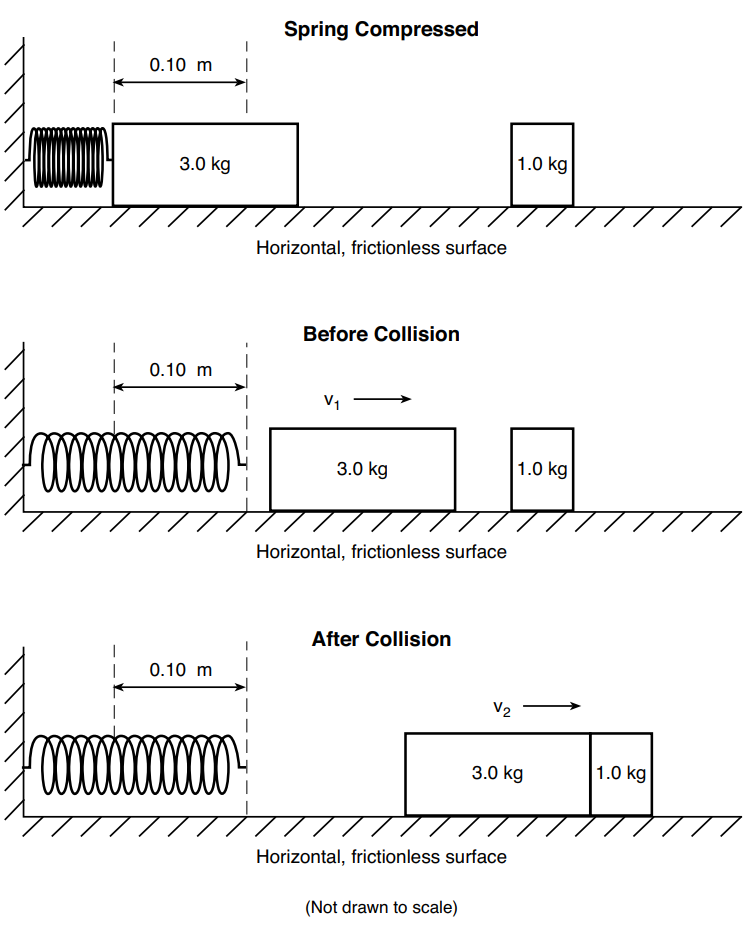 Spring Compressed
0.10 m
3.0 kg
1.0 kg
Horizontal, frictionless surface
Before Collision
0.10 m
v₁
3.0 kg
1.0 kg
Horizontal, frictionless surface
After Collision
0.10 m
v₂
3.0 kg
1.0 kg
Horizontal, frictionless surface
(Not drawn to scale)